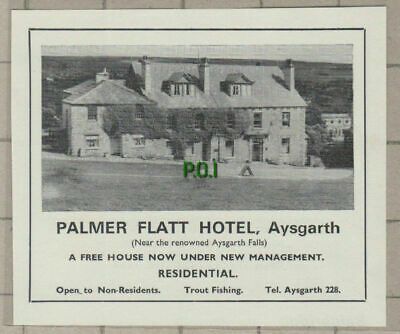 P.O.I
PALMER FLATT HOTEL, Aysgarth
(Near the renowned Aysgarth Falls)
A FREE HOUSE NOW UNDER NEW MANAGEMENT.
RESIDENTIAL.
Open to Non-Residents. Trout Fishing. Tel. Aysgarth 228.